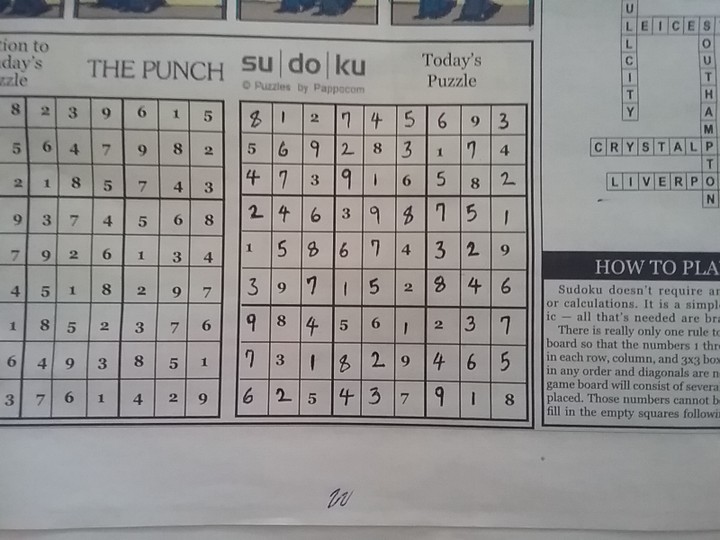 tion to
day's
zzle
THE PUNCH
su|do|ku
© Puzzles by Pappocom
Today's
Puzzle
8 2 3 9 6 1 5
5 6 4 7 9 8 2
2 1 8 5 7 4 3
9 3 7 4 5 6 8
7 9 2 6 1 3 4
4 5 1 8 2 9 7
1 8 5 2 3 7 6
6 4 9 3 8 5 1
3 7 6 1 4 2 9
8 1 2 7 4 5 6 9 3
5 6 9 2 8 3 1 7 4
4 7 3 9 1 6 5 8 2
2 4 6 3 9 8 7 5 1
1 5 8 6 7 4 3 2 9
3 9 7 1 5 2 8 4 6
9 8 4 5 6 1 2 3 7
7 3 1 8 2 9 4 6 5
6 2 5 4 3 7 9 1 8
U
LEICES
L
C
I
T
Y
O
U
T
H
A
M
CRYSTALP
T
LIVERPO
N
HOW TO PLA
Sudoku doesn't require ar
or calculations. It is a simpl
ic — all that's needed are bra
There is really only one rule to
board so that the numbers 1 thr
in each row, column, and 3x3 box
in any order and diagonals are n
game board will consist of severa
placed. Those numbers cannot b
fill in the empty squares followi